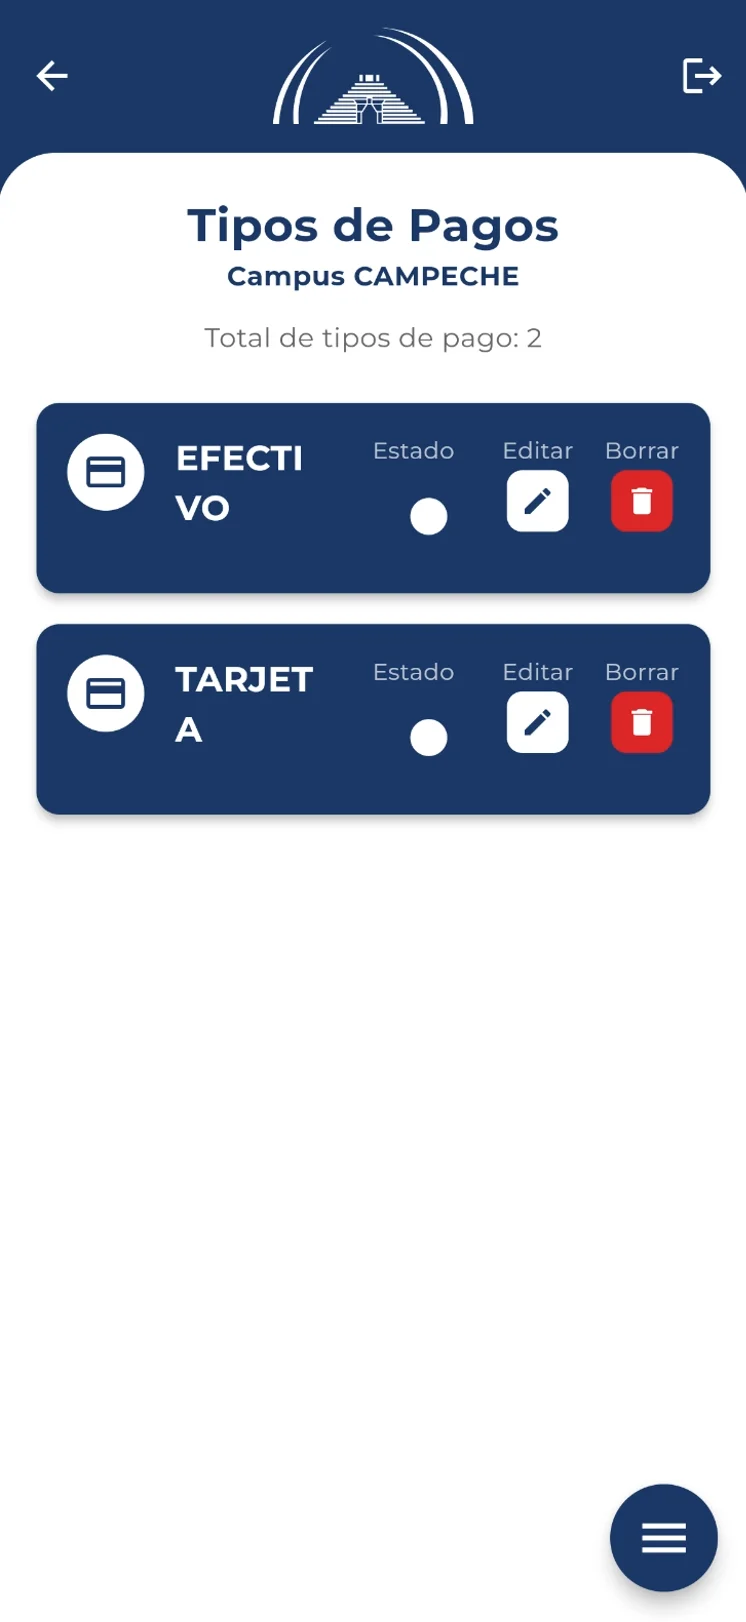 Tipos de Pagos
Campus CAMPECHE
Total de tipos de pago: 2
EFECTI
VO
Estado
Editar
Borrar
TARJET
A
Estado
Editar
Borrar